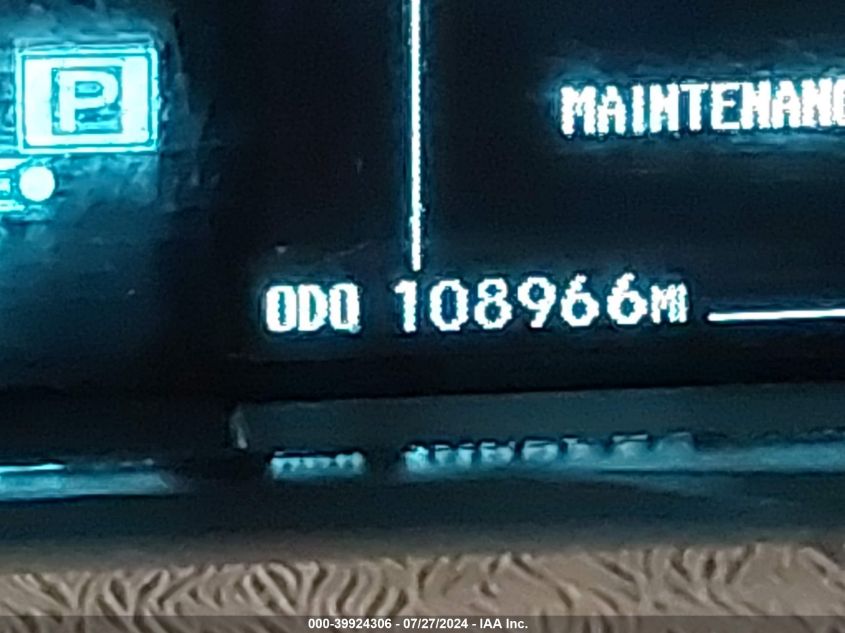 P
MAINTENANC
ODO 108966MI
000-39924306 - 07/27/2024 - IAA Inc.